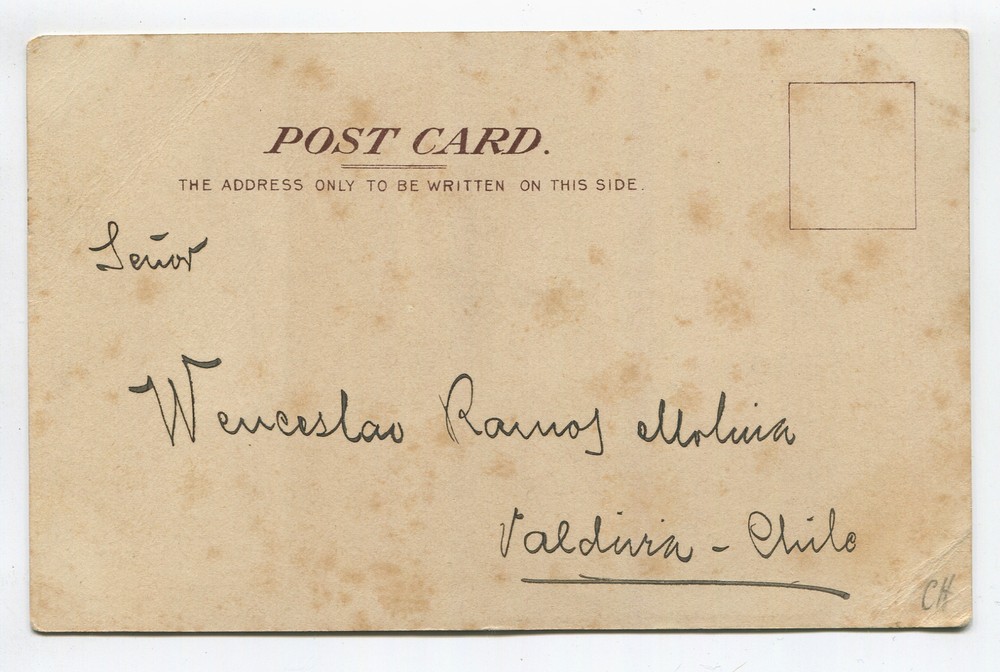 POST CARD.
THE ADDRESS ONLY TO BE WRITTEN ON THIS SIDE.
Señor
Wenceslao Ramos Molina
Valdivia - Chile
CH